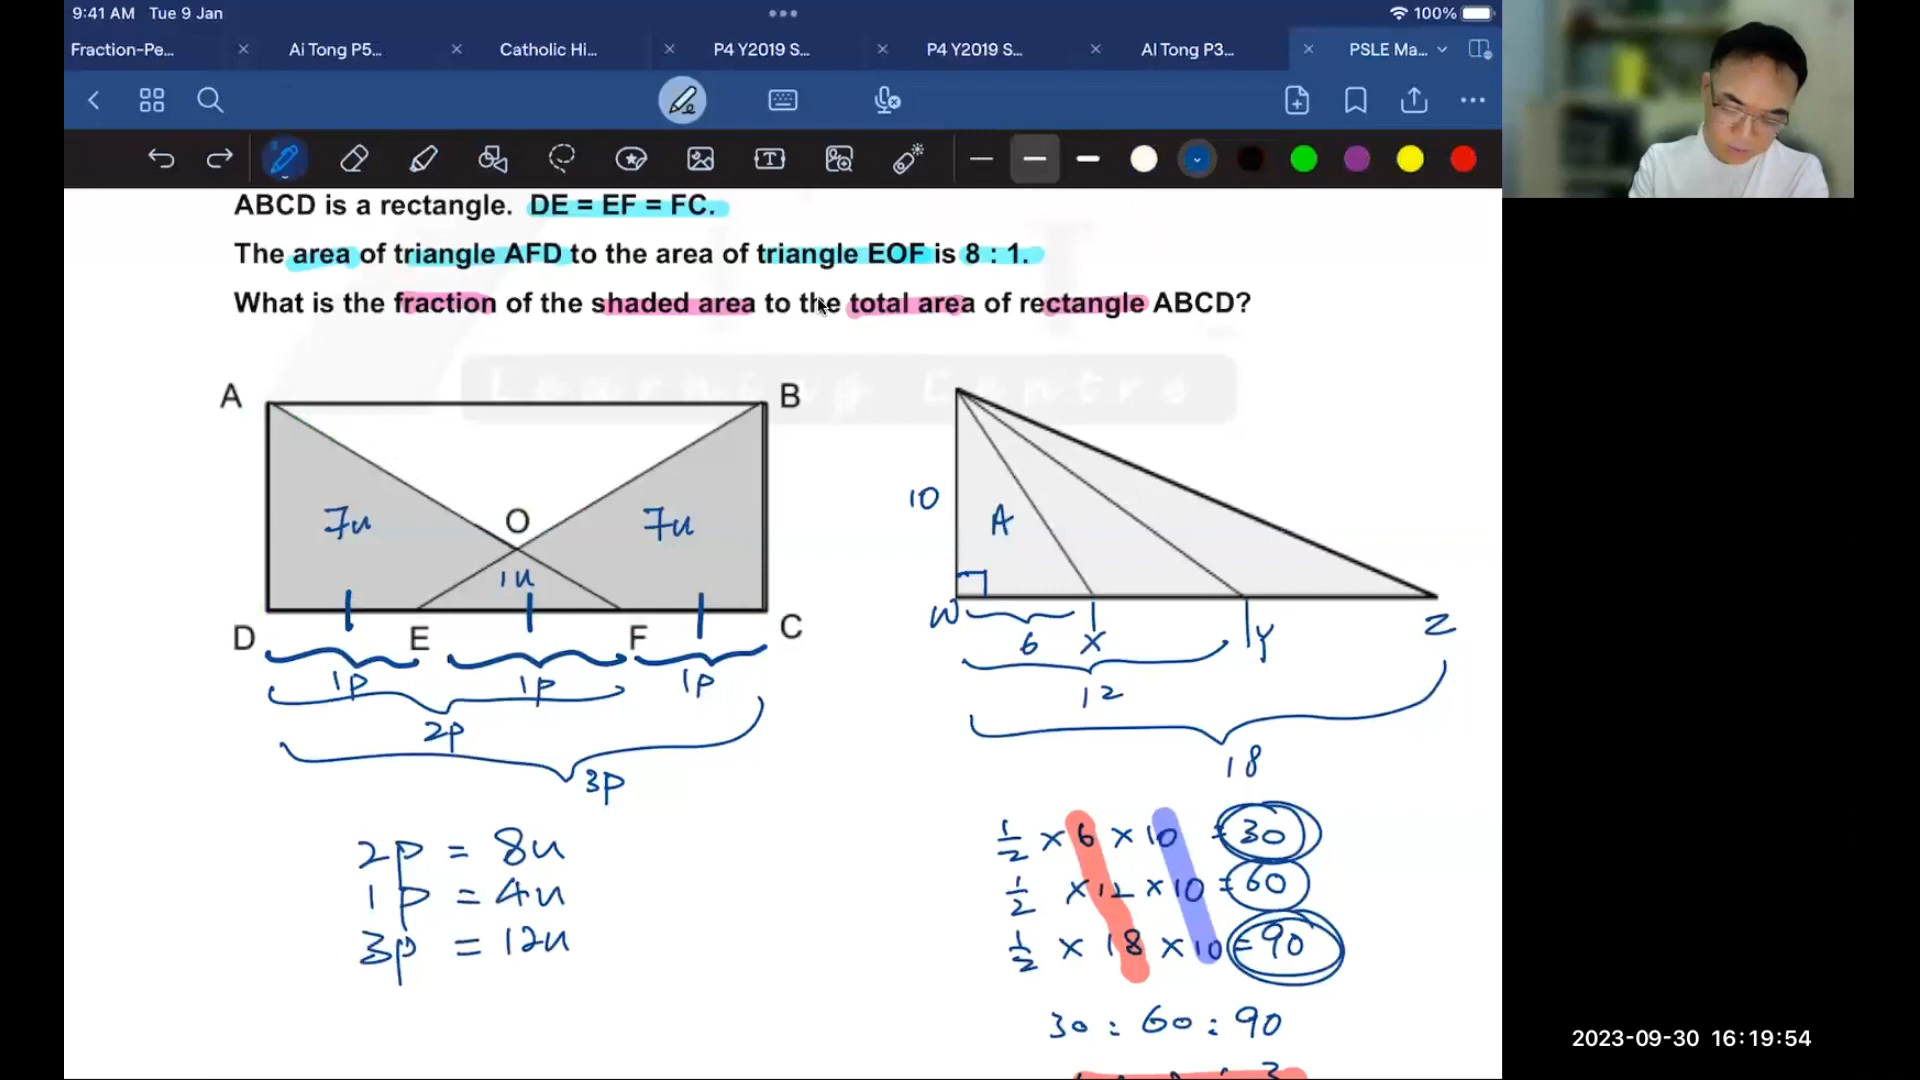 9:41 AM Tue 9 Jan
100%
Fraction-Pe...
Ai Tong P5...
Catholic Hi...
P4 Y2019 S...
P4 Y2019 S...
AI Tong P3...
PSLE Ma...
ABCD is a rectangle. DE = EF = FC.
The area of triangle AFD to the area of triangle EOF is 8 : 1.
What is the fraction of the shaded area to the total area of rectangle ABCD?
Learning Centre
A
B
7u
O
7u
1u
D
E
F
C
1p
1p
1p
2p
3p
2p = 8u
1p = 4u
3p = 12u
10
A
W
6
X
Y
Z
12
18
1/2 × 6 × 10 = 30
1/2 × 12 × 10 = 60
1/2 × 18 × 10 = 90
30 : 60 : 90
2023-09-30 16:19:54